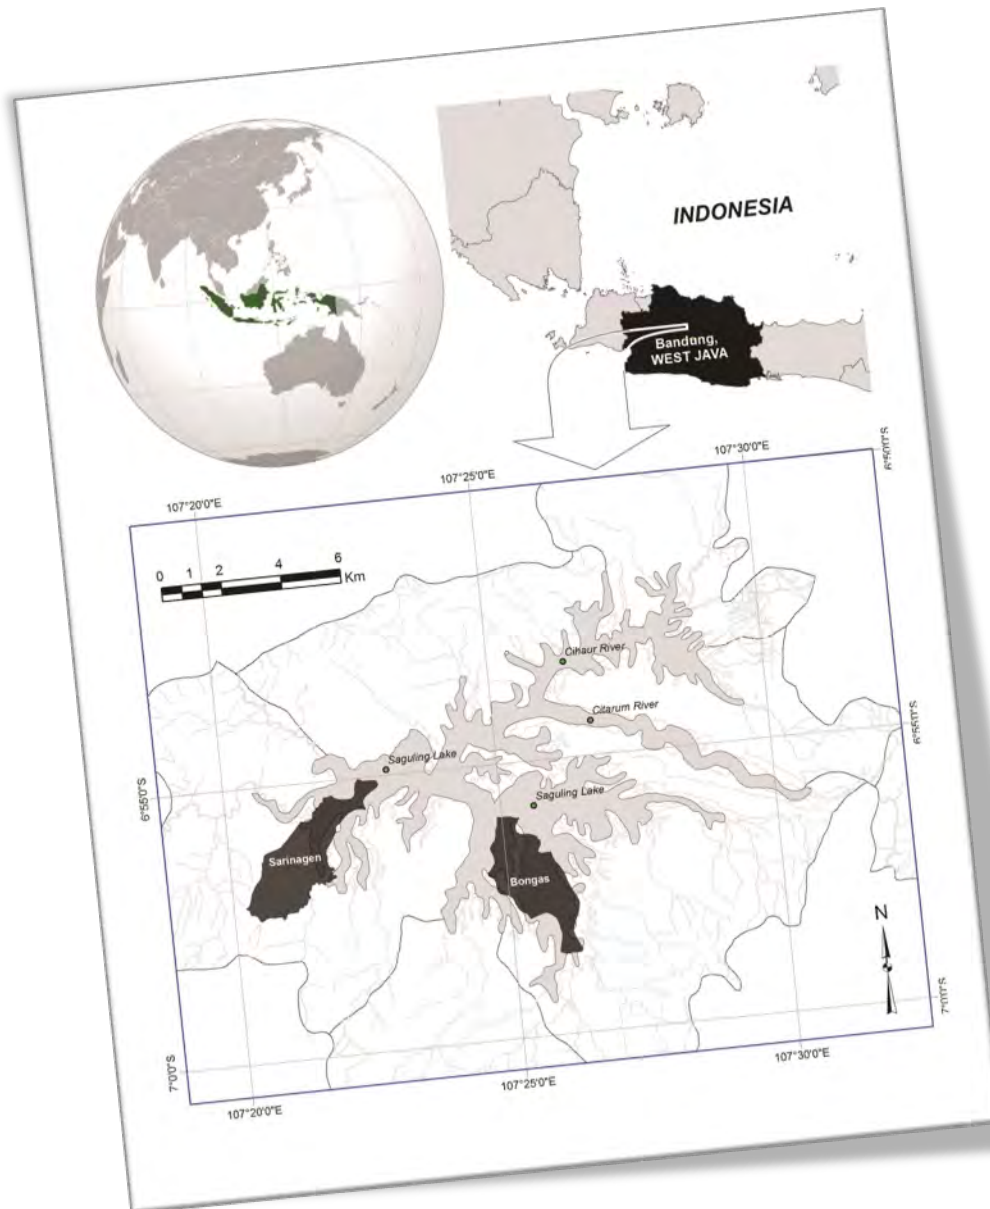 INDONESIA
Bandung,
WEST JAVA
107°20'0"E
107°25'0"E
107°30'0"E
6°50'0"S
0 1 2 4 6
Km
Cihaur River
Citarum River
Saguling Lake
Saguling Lake
6°55'0"S
6°55'0"S
Sarinagen
Bongas
N
7°0'0"S
7°0'0"S
107°20'0"E
107°25'0"E
107°30'0"E